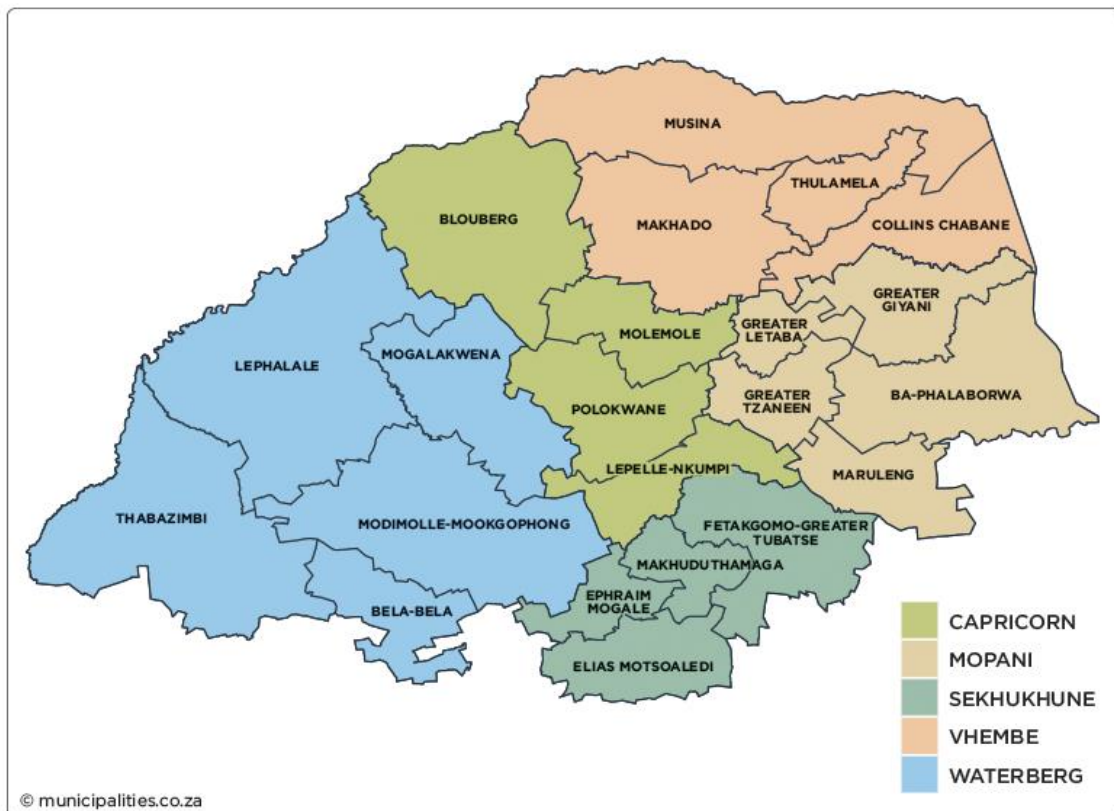 MUSINA
THULAMELA
BLOUBERG
MAKHADO
COLLINS CHABANE
GREATER
GIYANI
MOLEMOLE
GREATER
LETABA
LEPHALALE
MOGALAKWENA
POLOKWANE
GREATER
TZANEEN
BA-PHALABORWA
LEPELLE-NKUMPI
MARULENG
THABAZIMBI
MODIMOLLE-MOOKGOPHONG
FETAKGOMO-GREATER
TUBATSE
MAKHUDUTHAMAGA
EPHRAIM
MOGALE
BELA-BELA
ELIAS MOTSOALEDI
CAPRICORN
MOPANI
SEKHUKHUNE
VHEMBE
WATERBERG
© municipalities.co.za